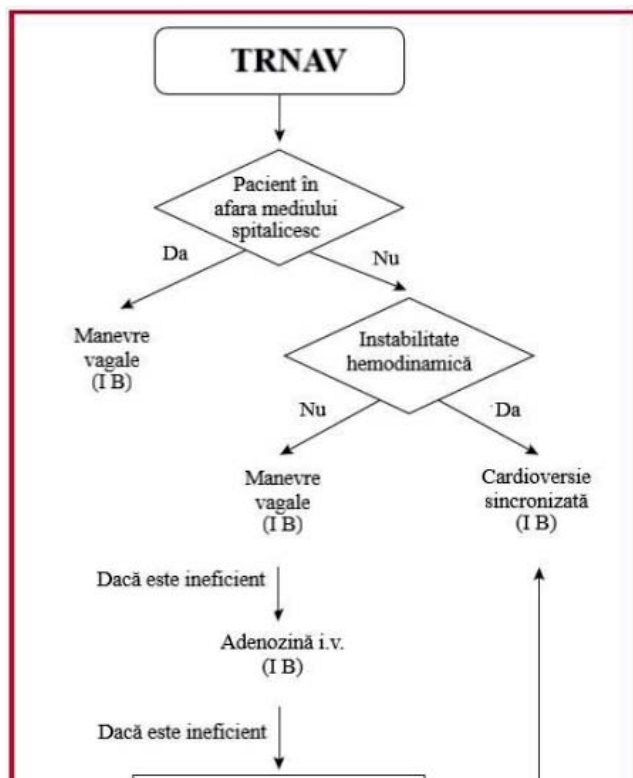 TRNAV
Pacient în
afara mediului
spitalicesc
Da
Nu
Manevre
vagale
(I B)
Instabilitate
hemodinamică
Nu
Da
Manevre
vagale
(I B)
Cardioversie
sincronizată
(I B)
Dacă este ineficient
Adenozină i.v.
(I B)
Dacă este ineficient